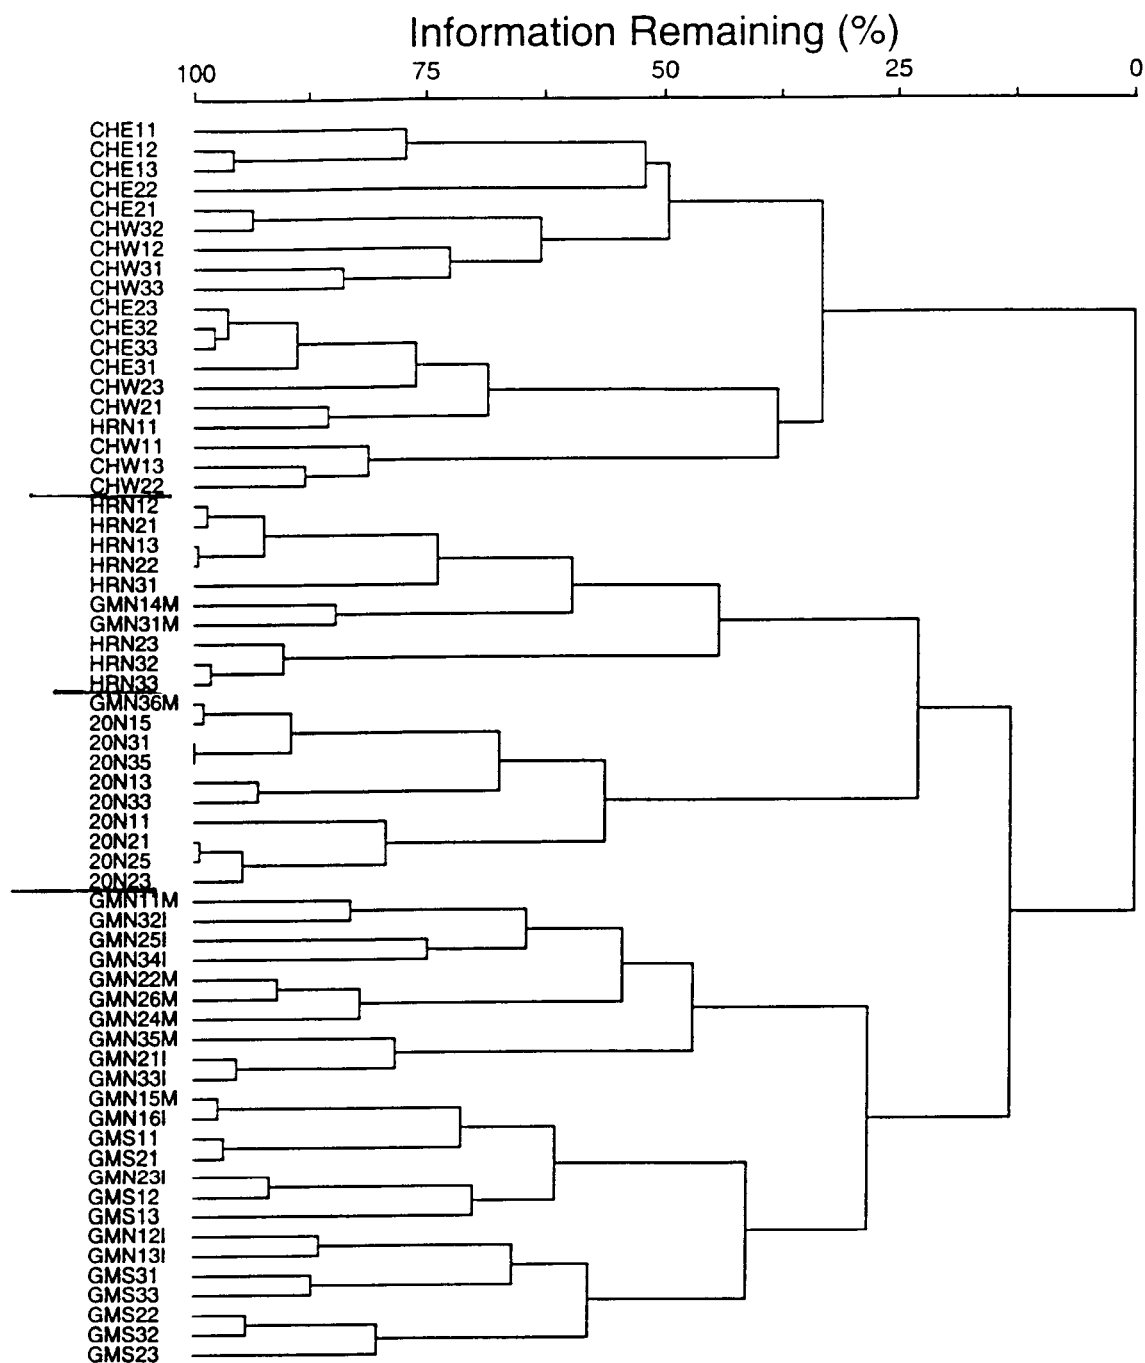 Information Remaining (%)
100 75 50 25 0
CHE11
CHE12
CHE13
CHE22
CHE21
CHW32
CHW12
CHW31
CHW33
CHE23
CHE32
CHE33
CHE31
CHW23
CHW21
HRN11
CHW11
CHW13
CHW22
HRN12
HRN21
HRN13
HRN22
HRN31
GMN14M
GMN31M
HRN23
HRN32
HRN33
GMN36M
20N15
20N31
20N35
20N13
20N33
20N11
20N21
20N25
20N23
GMN11M
GMN32I
GMN25I
GMN34I
GMN22M
GMN26M
GMN24M
GMN35M
GMN21I
GMN33I
GMN15M
GMN16I
GMS11
GMS21
GMN23I
GMS12
GMS13
GMN12I
GMN13I
GMS31
GMS33
GMS22
GMS32
GMS23